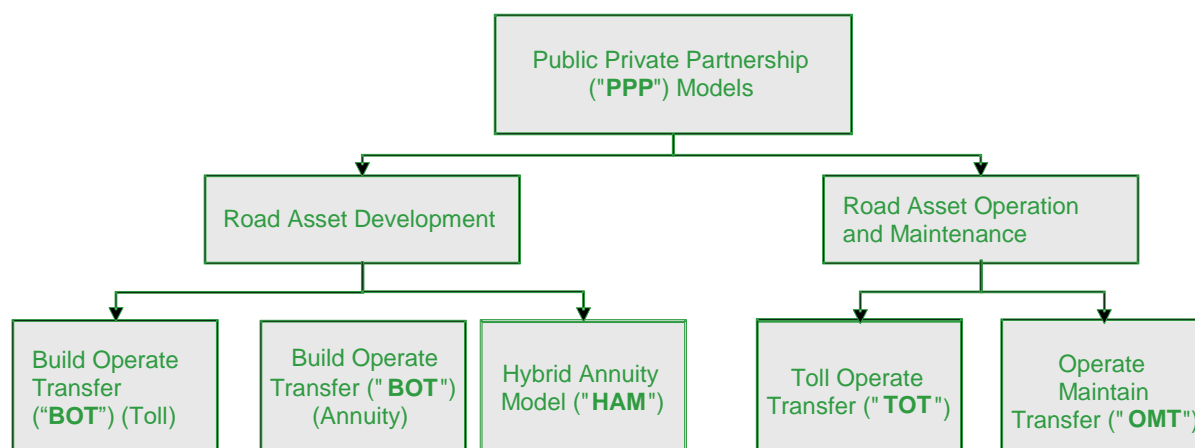 Public Private Partnership
("PPP") Models
Road Asset Development
Road Asset Operation
and Maintenance
Build Operate
Transfer
(“BOT”) (Toll)
Build Operate
Transfer (" BOT")
(Annuity)
Hybrid Annuity
Model ("HAM")
Toll Operate
Transfer (" TOT")
Operate
Maintain
Transfer (" OMT")